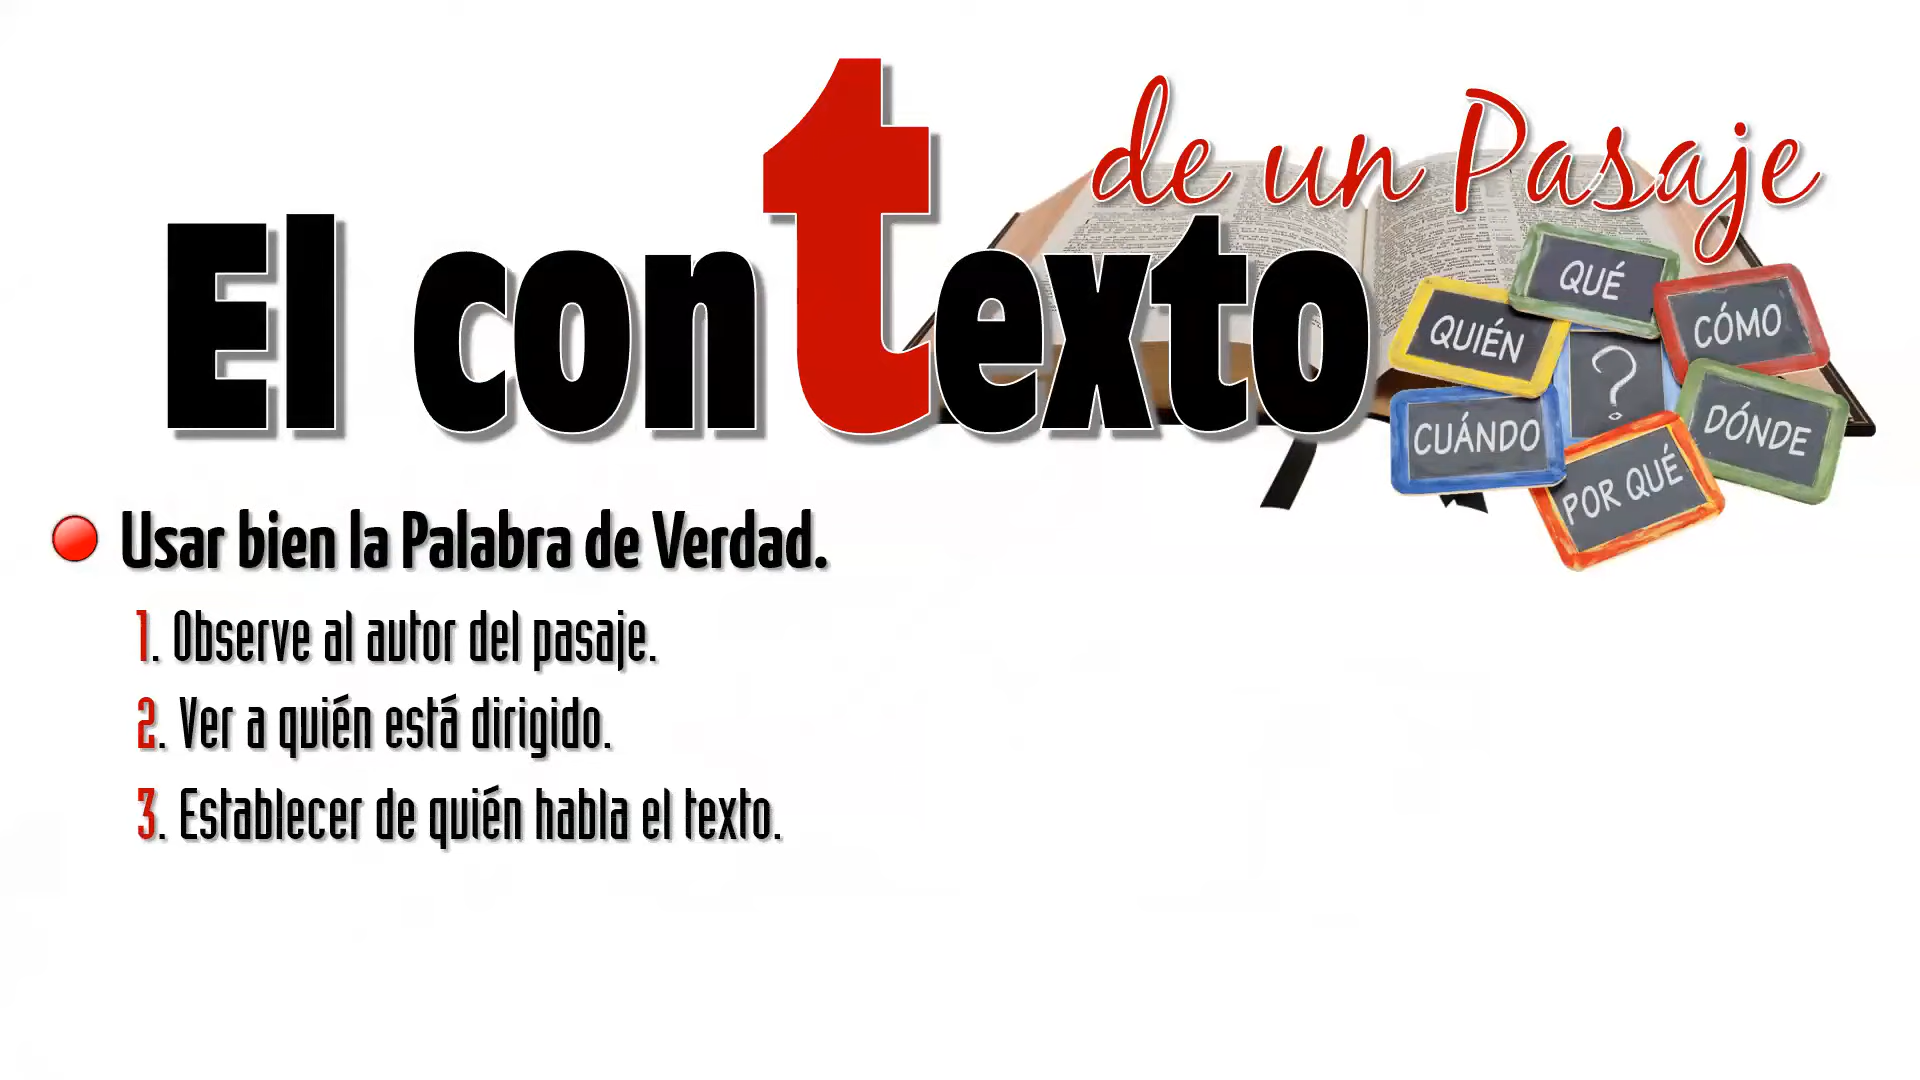 de un Pasaje
El contexto
QUÉ
QUIÉN
CÓMO
?
CUÁNDO
DÓNDE
POR QUÉ
Usar bien la Palabra de Verdad.
1. Observe al autor del pasaje.
2. Ver a quién está dirigido.
3. Establecer de quién habla el texto.